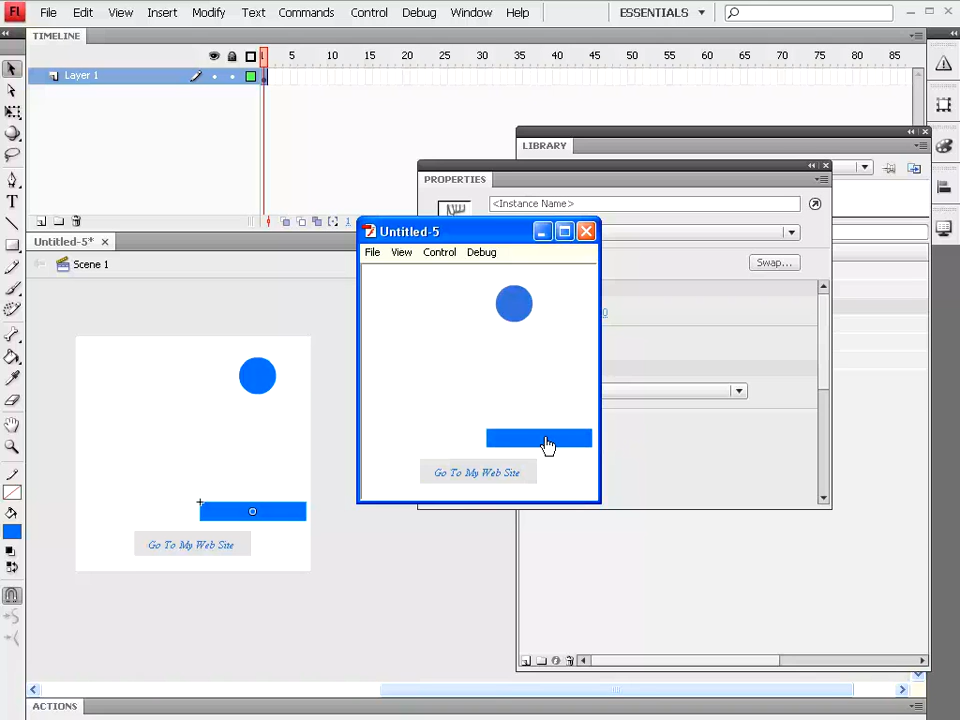 Fl File Edit View Insert Modify Text Commands Control Debug Window Help ESSENTIALS
TIMELINE
5 10 15 20 25 30 35 40 45 50 55 60 65 70 75 80 85
Layer 1
LIBRARY
PROPERTIES
<Instance Name>
1
Untitled-5*
Untitled-5
File View Control Debug
Scene 1
Swap...
0
Go To My Web Site
Go To My Web Site
ACTIONS